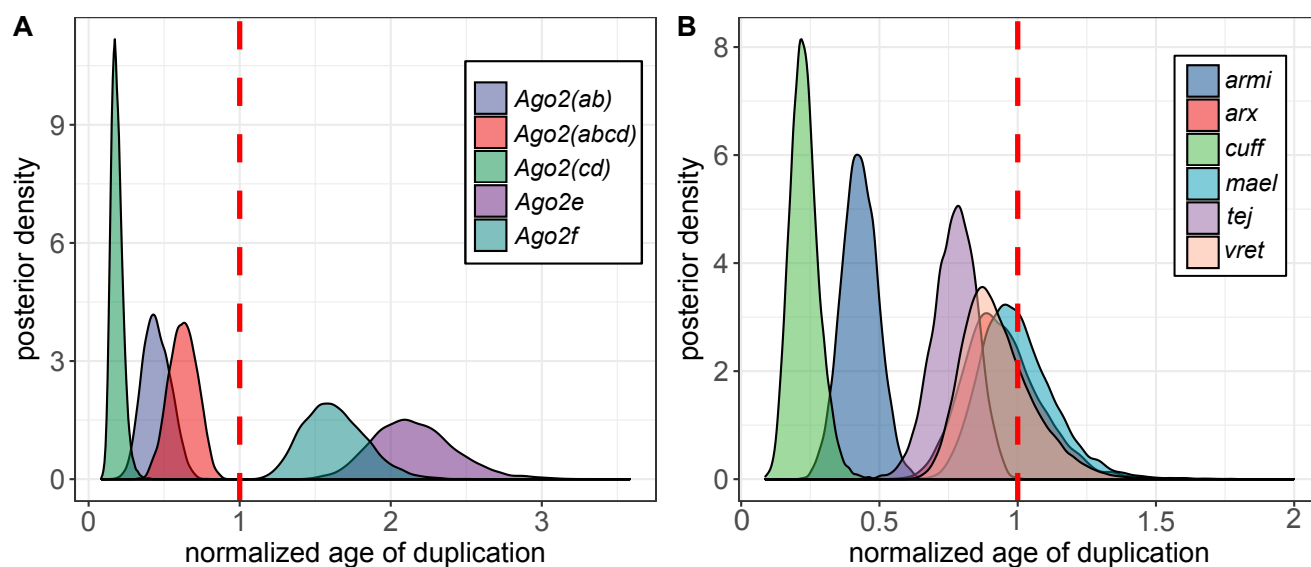 A
posterior density
9
6
3
0
0
1
2
3
normalized age of duplication
Ago2(ab)
Ago2(abcd)
Ago2(cd)
Ago2e
Ago2f
B
posterior density
8
6
4
2
0
0
0.5
1
1.5
2
normalized age of duplication
armi
arx
cuff
mael
tej
vret